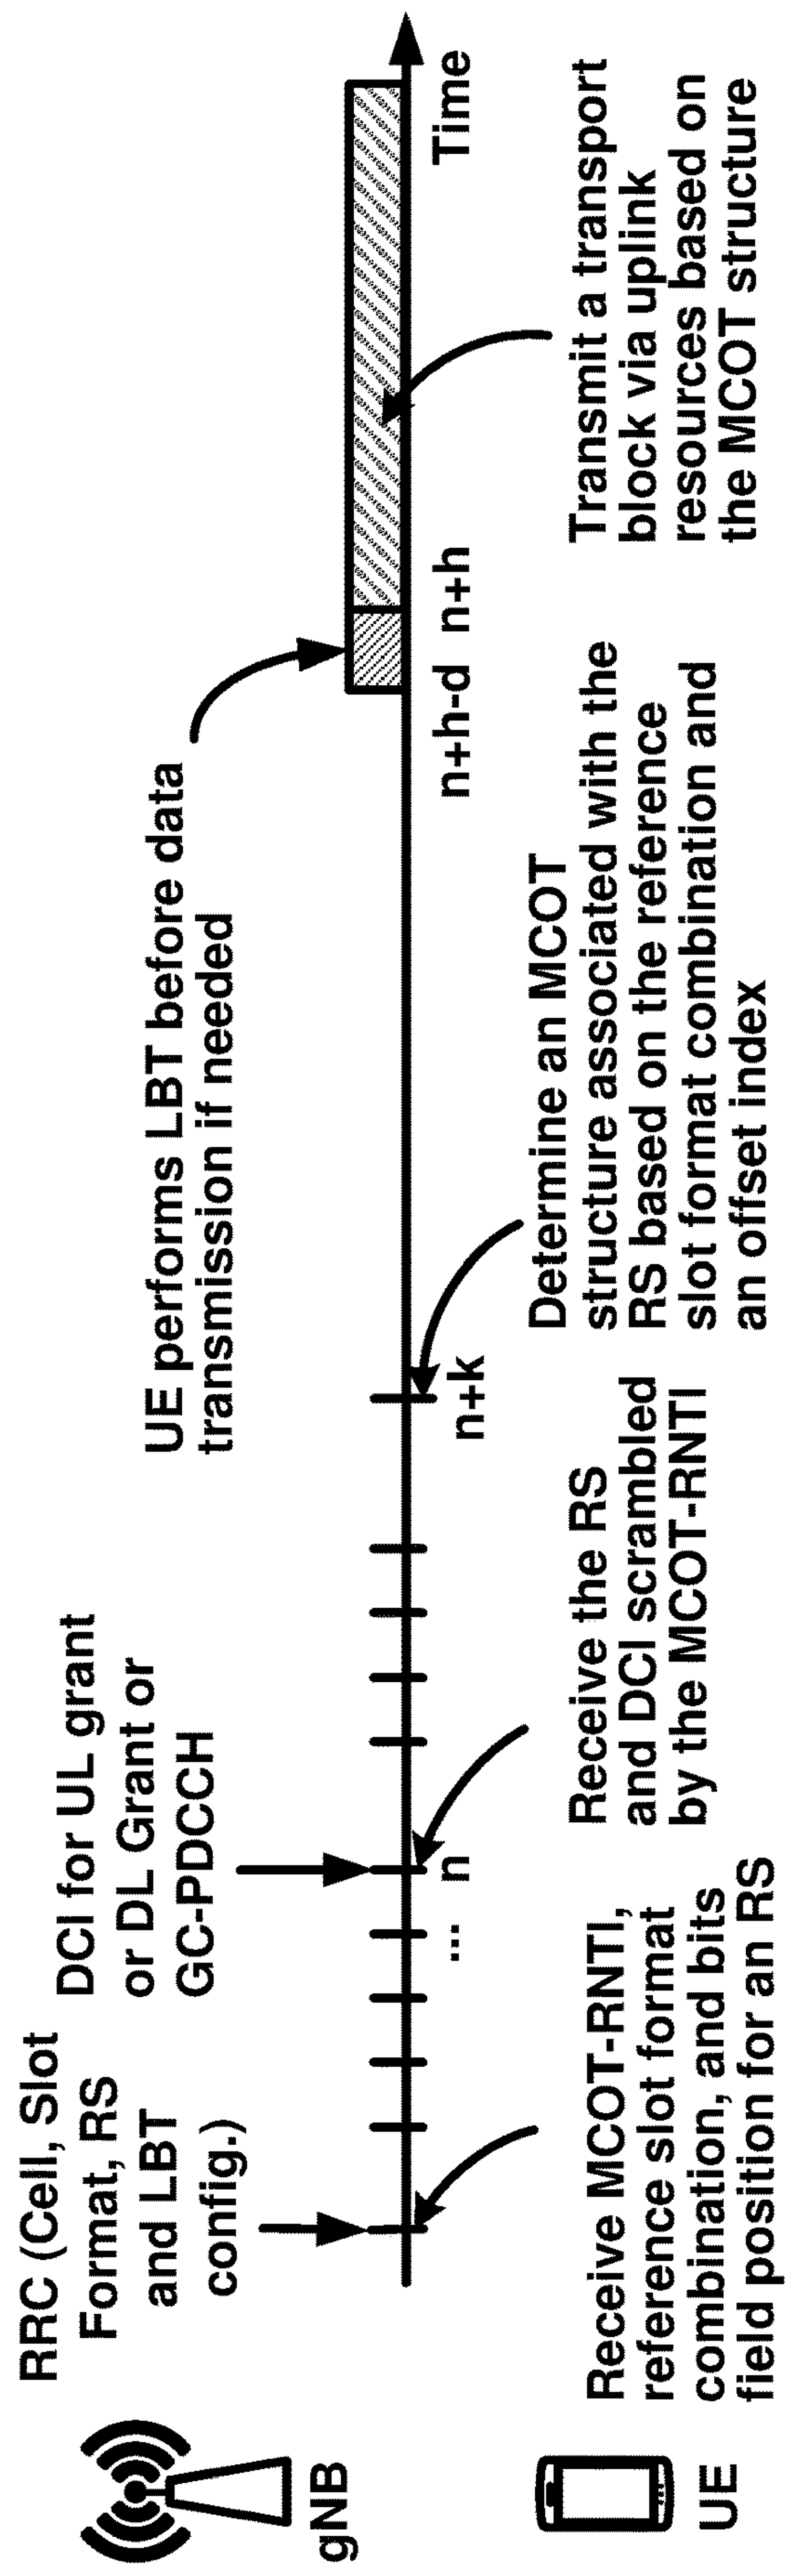 RRC (Cell, Slot
Format, RS
and LBT
config.)
DCI for UL grant
or DL Grant or
GC-PDCCH
UE performs LBT before data
transmission if needed
gNB
...
n
n+k
n+h-d
n+h
Time
UE
Receive MCOT-RNTI,
reference slot format
combination, and bits
field position for an RS
Receive the RS
and DCI scrambled
by the MCOT-RNTI
Determine an MCOT
structure associated with the
RS based on the reference
slot format combination and
an offset index
Transmit a transport
block via uplink
resources based on
the MCOT structure